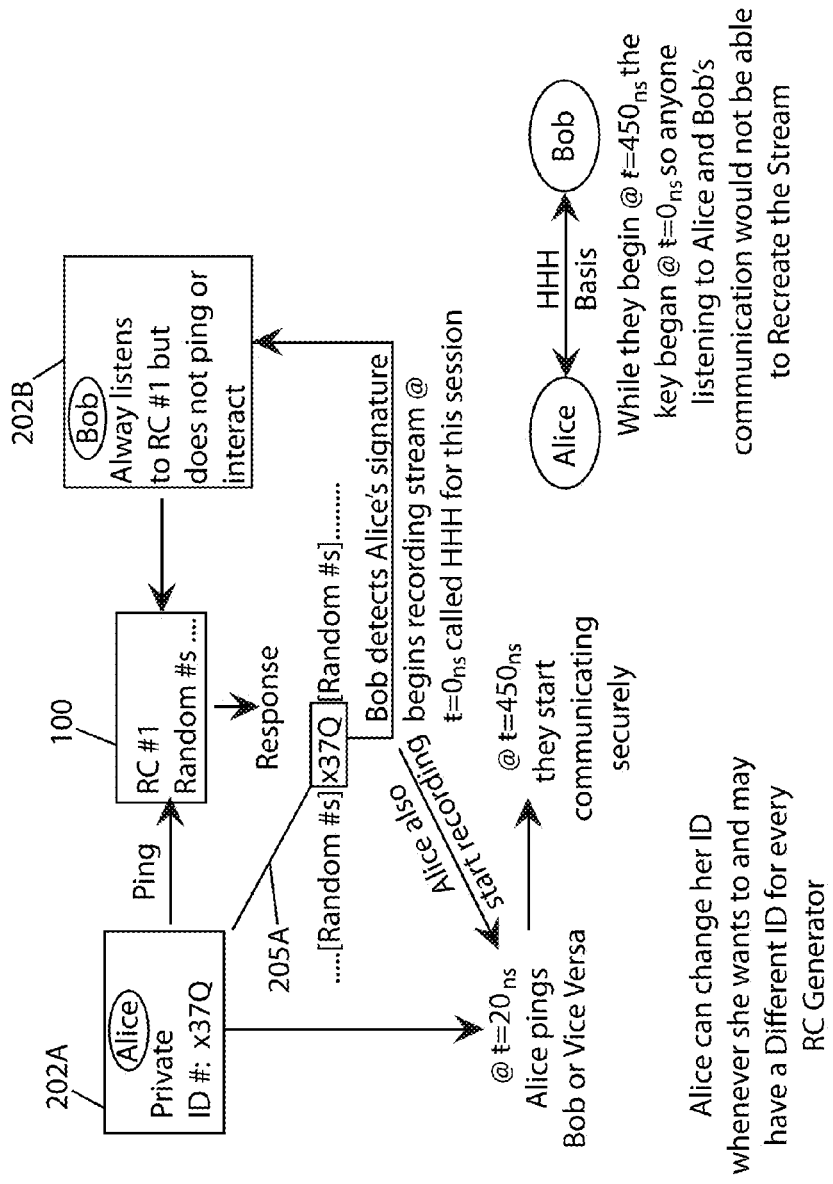 202A
Alice
Private
ID #: x37Q
Ping
100
RC #1
Random #s ....
Response
202B
Bob
Alway listens
to RC #1 but
does not ping or
interact
205A
......[Random #s] x37Q [Random #s].........
Bob detects Alice's signature
begins recording stream @
t=0ns called HHH for this session
Alice also
start recording
@ t=20ns
Alice pings
Bob or Vice Versa
@ t=450ns
they start
communicating
securely
Alice
HHH
Basis
Bob
While they begin @ t=450ns the
key began @ t=0ns so anyone
listening to Alice and Bob's
communication would not be able
to Recreate the Stream
Alice can change her ID
whenever she wants to and may
have a Different ID for every
RC Generator